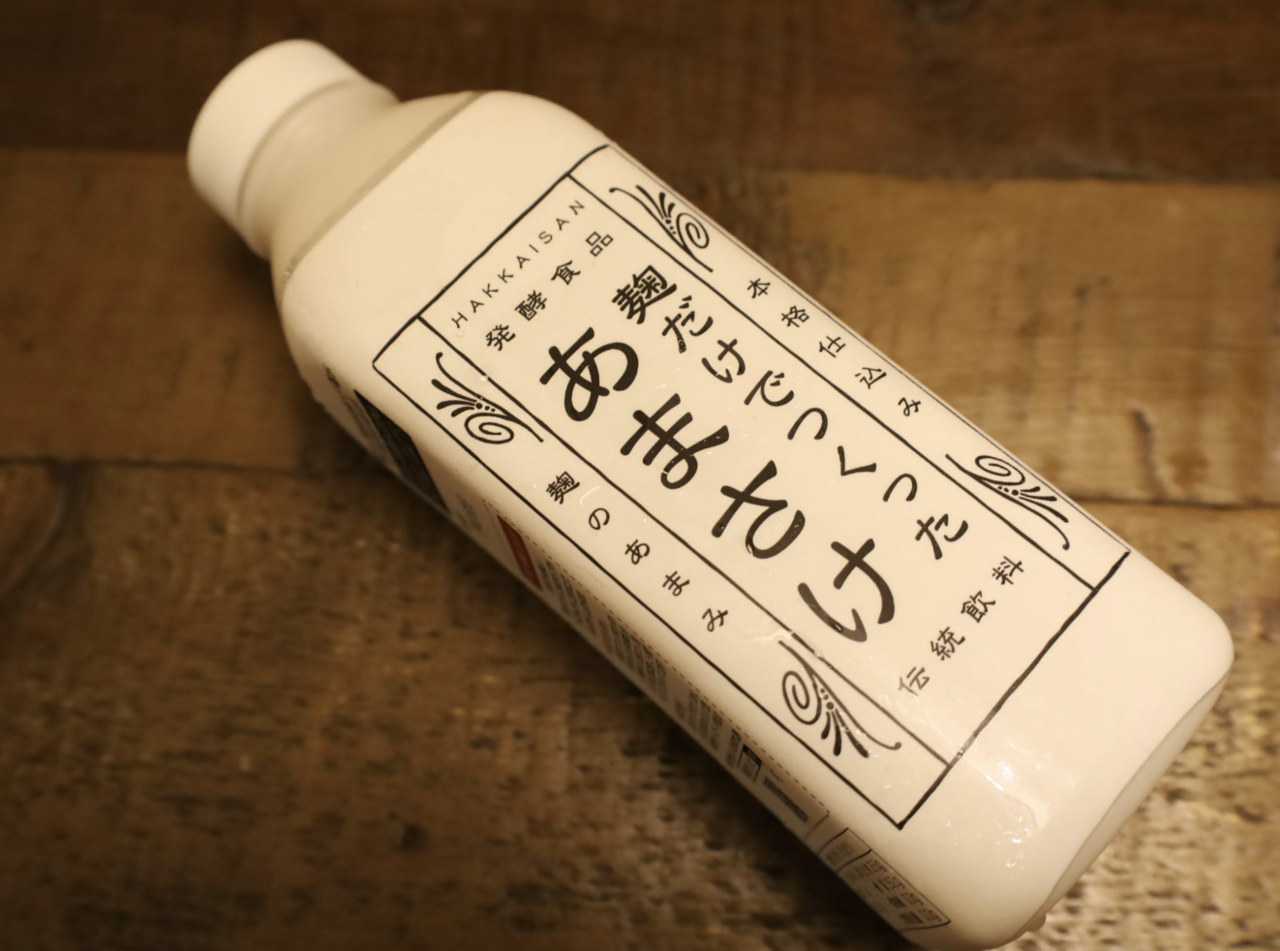 HAKKAISAN
発酵食品
麹だけでつくった
あまさけ
伝統飲料
本格仕込み
麹のあまみ